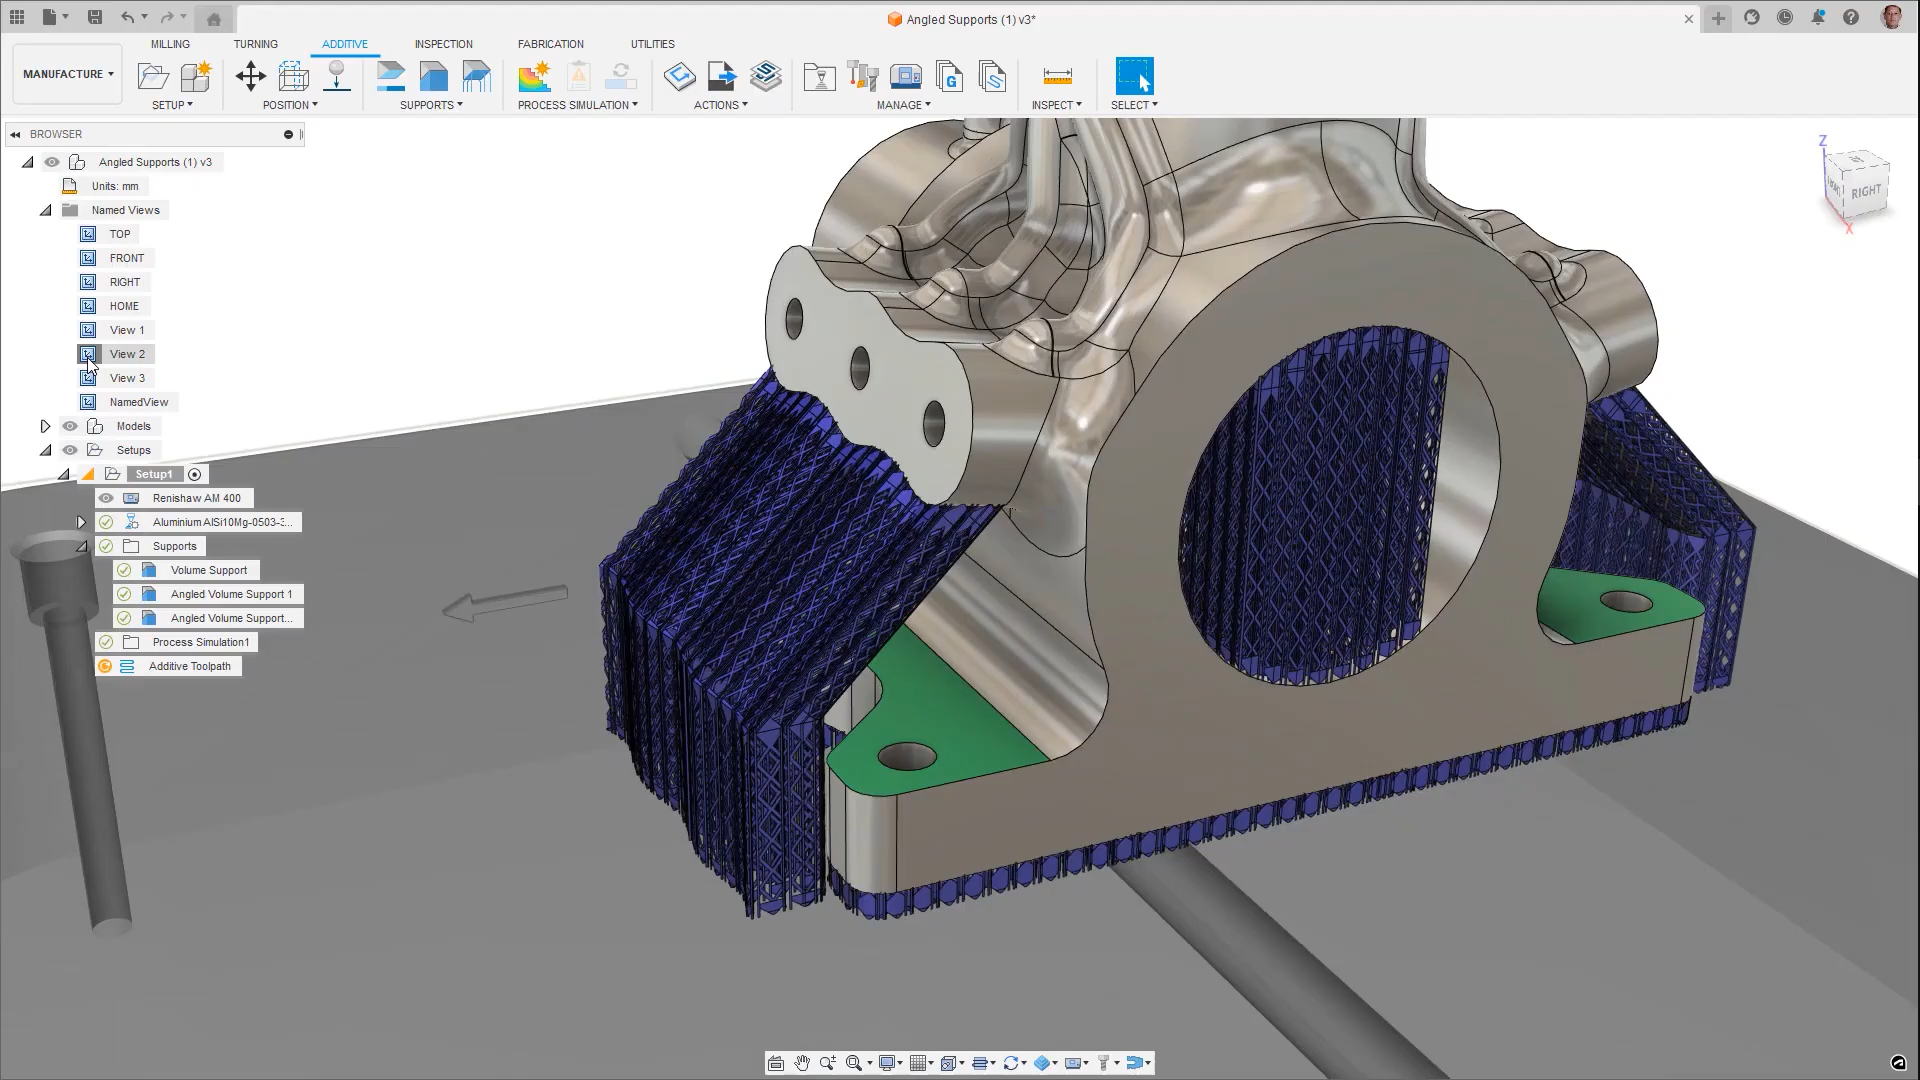 Angled Supports (1) v3*
MILLING
TURNING
ADDITIVE
INSPECTION
FABRICATION
UTILITIES
MANUFACTURE
SETUP
POSITION
SUPPORTS
PROCESS SIMULATION
ACTIONS
MANAGE
INSPECT
SELECT
BROWSER
Angled Supports (1) v3
Units: mm
Named Views
TOP
FRONT
RIGHT
HOME
View 1
View 2
View 3
NamedView
Models
Setups
Setup1
Renishaw AM 400
Aluminium AlSi10Mg-0503-3...
Supports
Volume Support
Angled Volume Support 1
Angled Volume Support...
Process Simulation1
Additive Toolpath
Z
RIGHT
X